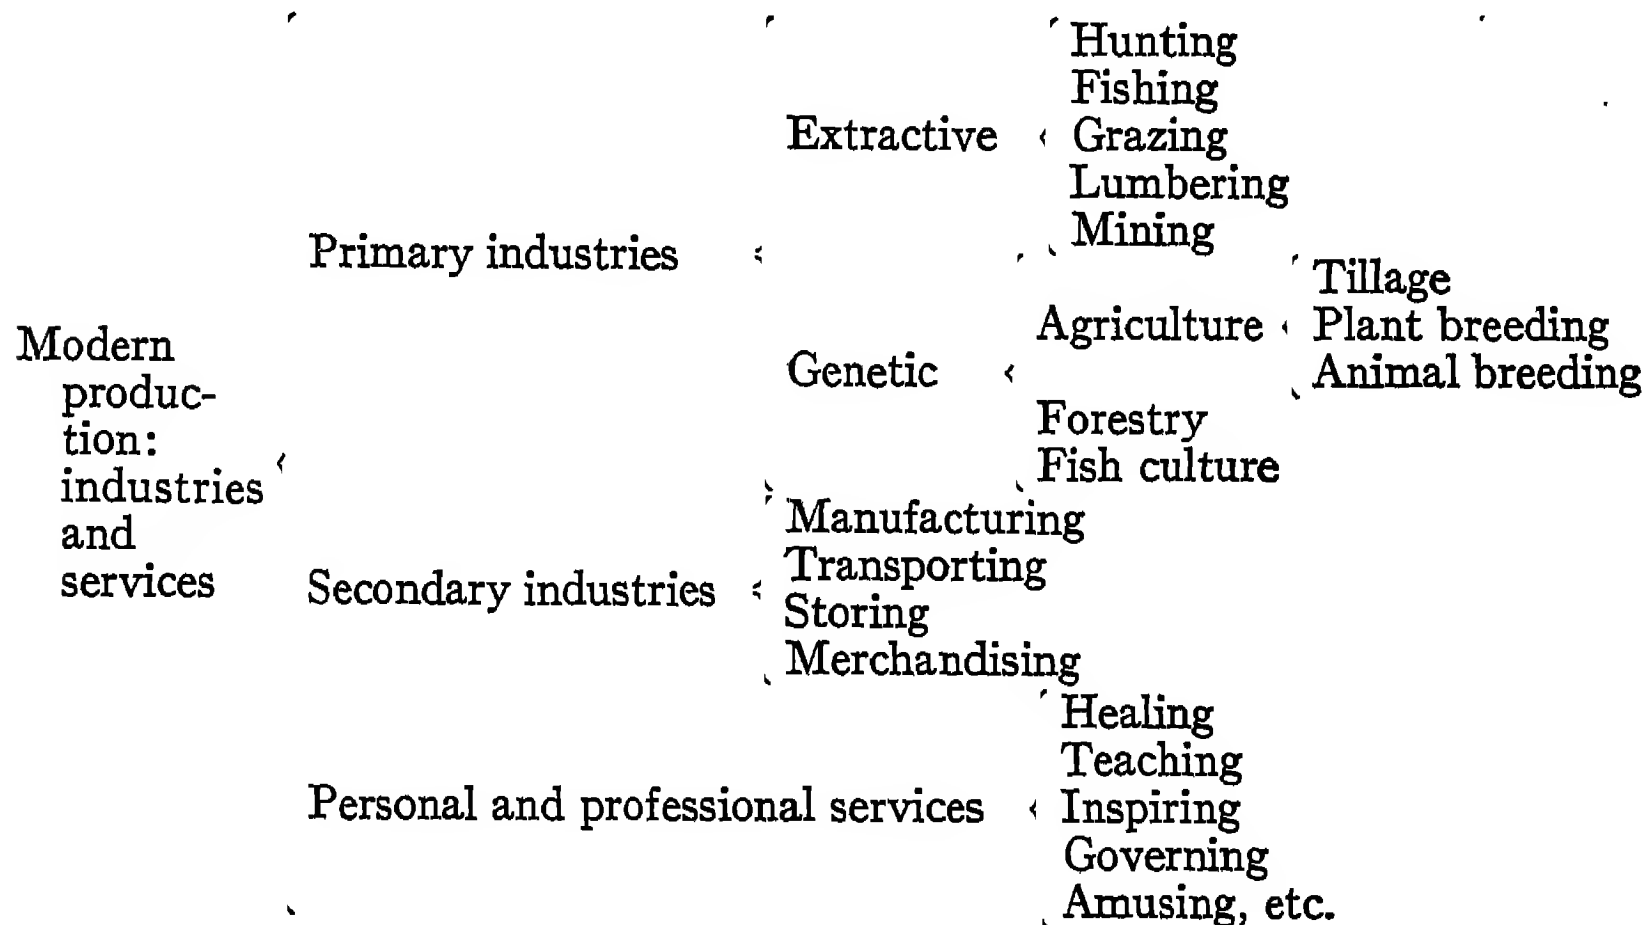 Modern
produc-
tion:
industries
and
services
Primary industries
Extractive
Hunting
Fishing
Grazing
Lumbering
Mining
Genetic
Agriculture
Tillage
Plant breeding
Animal breeding
Forestry
Fish culture
Secondary industries
Manufacturing
Transporting
Storing
Merchandising
Personal and professional services
Healing
Teaching
Inspiring
Governing
Amusing, etc.